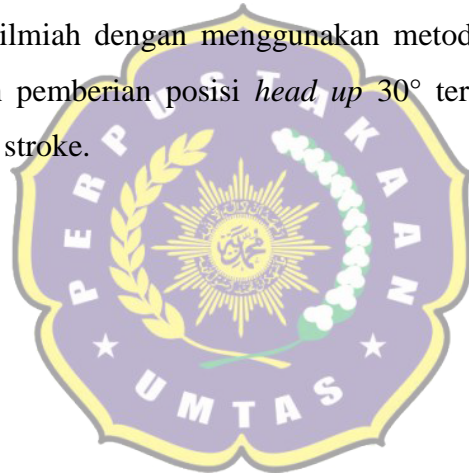 ilmiah dengan menggunakan metod
pemberian posisi head up 30° ter
stroke.
PERPUSTAKAAN
UMTAS